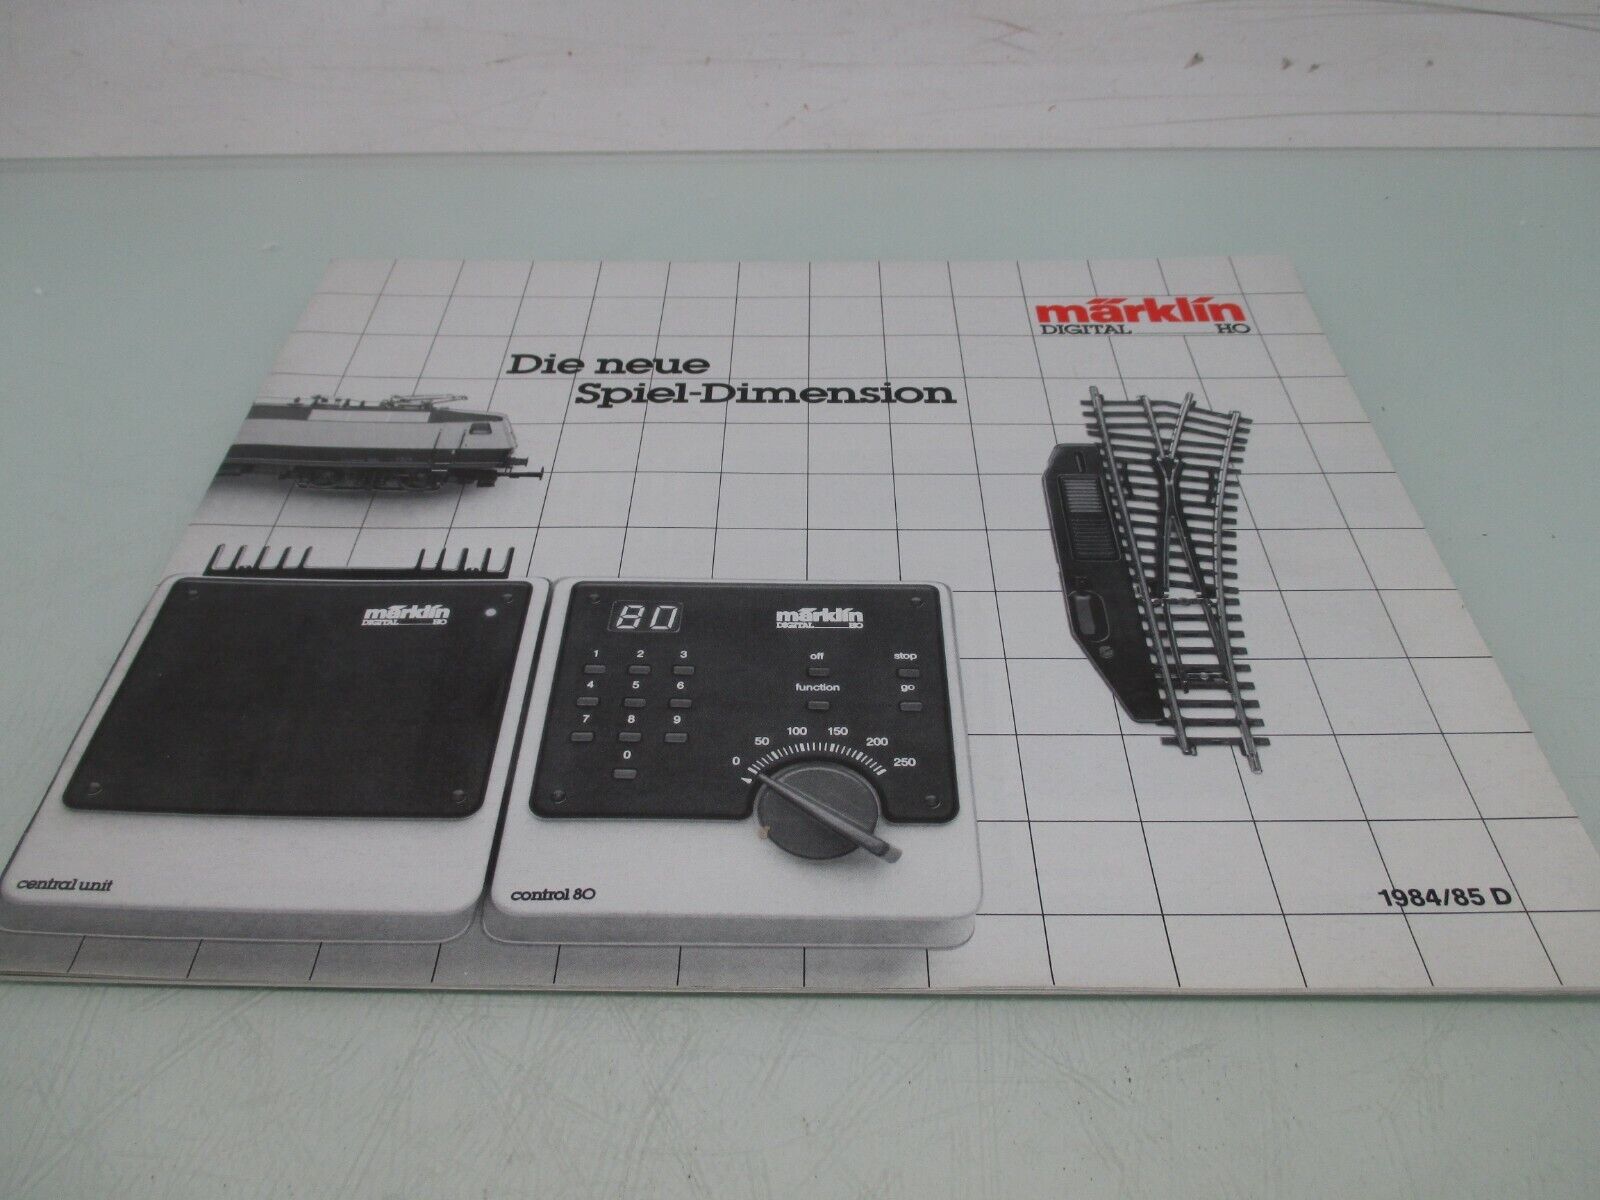 märklin
DIGITAL HO
Die neue
Spiel-Dimension
märklin
DIGITAL HO
80
märklin
DIGITAL HO
1 2 3
4 5 6
7 8 9
0
off
stop
function
go
0 50 100 150 200 250
central unit
control 80
1984/85 D